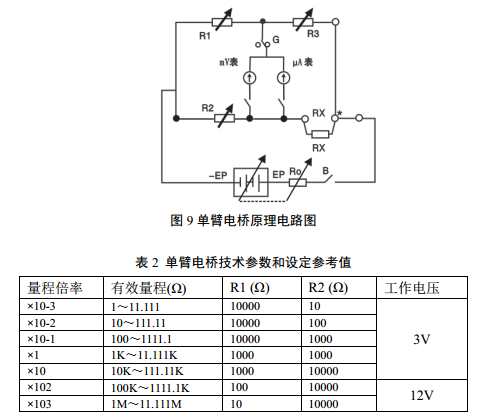 R1
R3
G
mV表
μA表
R2
RX
*
RX
-EP
EP
Ro
B
图 9 单臂电桥原理电路图
表 2 单臂电桥技术参数和设定参考值
量程倍率 有效量程(Ω) R1 (Ω) R2 (Ω) 工作电压
×10-3 1～11.111 10000 10
×10-2 10～111.11 10000 100
×10-1 100～1111.1 10000 1000
×1 1K～11.111K 1000 1000
×10 10K～111.11K 1000 10000
3V
×102 100K～1111.1K 100 10000
×103 1M～11.111M 10 10000
12V